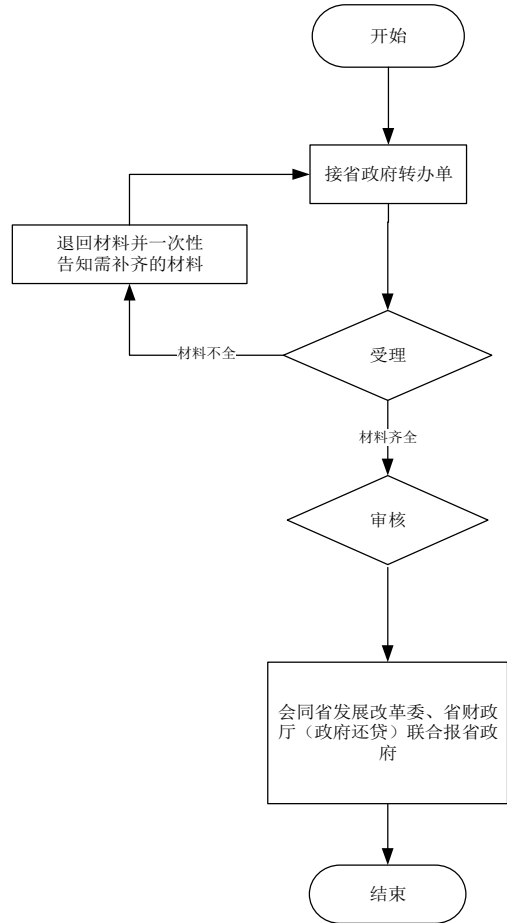 开始
接省政府转办单
退回材料并一次性
告知需补齐的材料
材料不全
受理
材料齐全
审核
会同省发展改革委、省财政
厅（政府还贷）联合报省政
府
结束